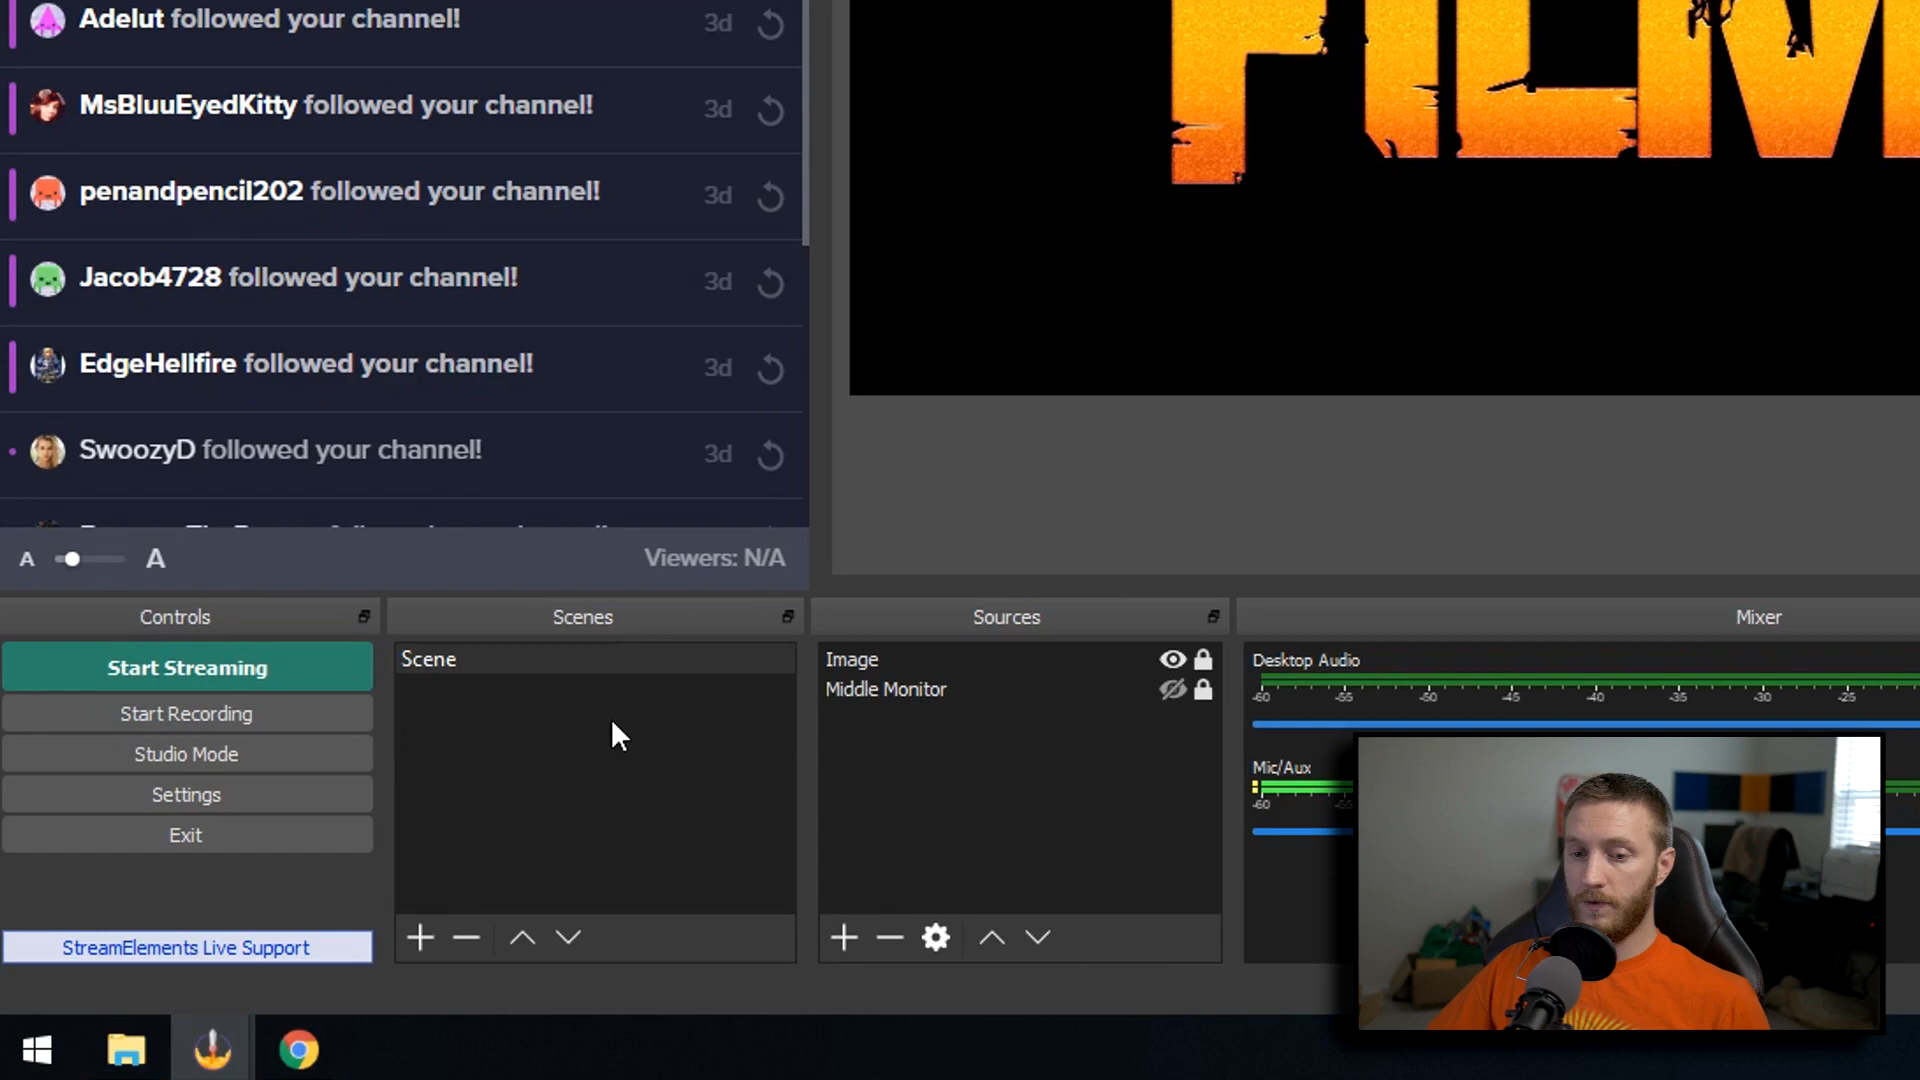 Adelut followed your channel! 3d
MsBluuEyedKitty followed your channel! 3d
penandpencil202 followed your channel! 3d
Jacob4728 followed your channel! 3d
EdgeHellfire followed your channel! 3d
SwoozyD followed your channel! 3d
A A Viewers: N/A
FILM
Controls
Start Streaming
Start Recording
Studio Mode
Settings
Exit
StreamElements Live Support
Scenes
Scene
Sources
Image
Middle Monitor
Mixer
Desktop Audio
-60 -55 -50 -45 -40 -35 -30 -25
Mic/Aux
-60